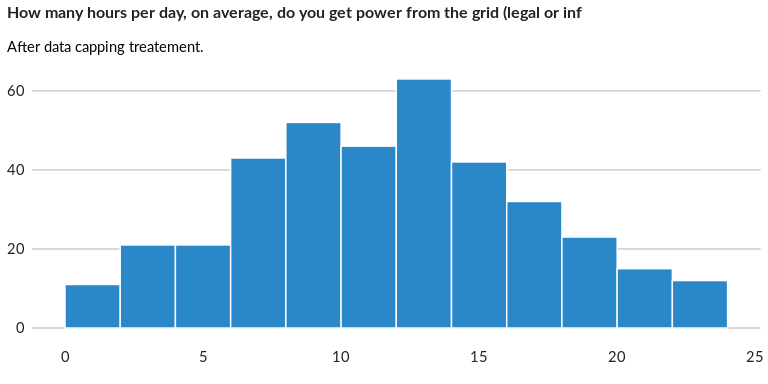 How many hours per day, on average, do you get power from the grid (legal or inf
After data capping treatement.
60
40
20
0
0 5 10 15 20 25